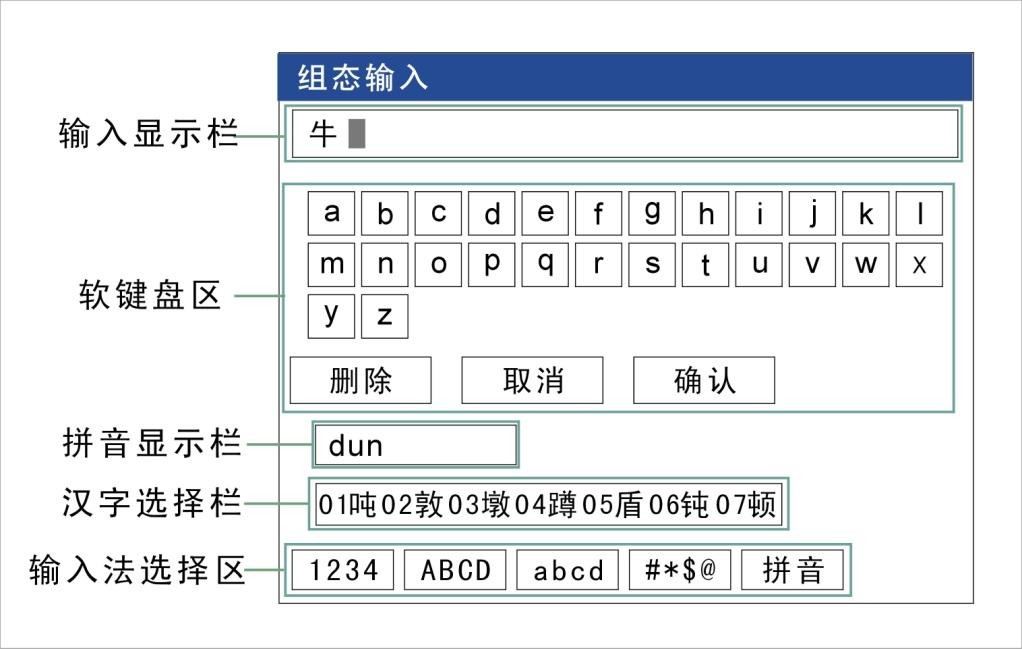 组态输入
输入显示栏 牛
a b c d e f g h i j k l
m n o p q r s t u v w x
软键盘区
y z
删除 取消 确认
拼音显示栏 dun
汉字选择栏 01吨02敦03墩04蹲05盾06钝07顿
输入法选择区 1234 ABCD abcd #*$@ 拼音